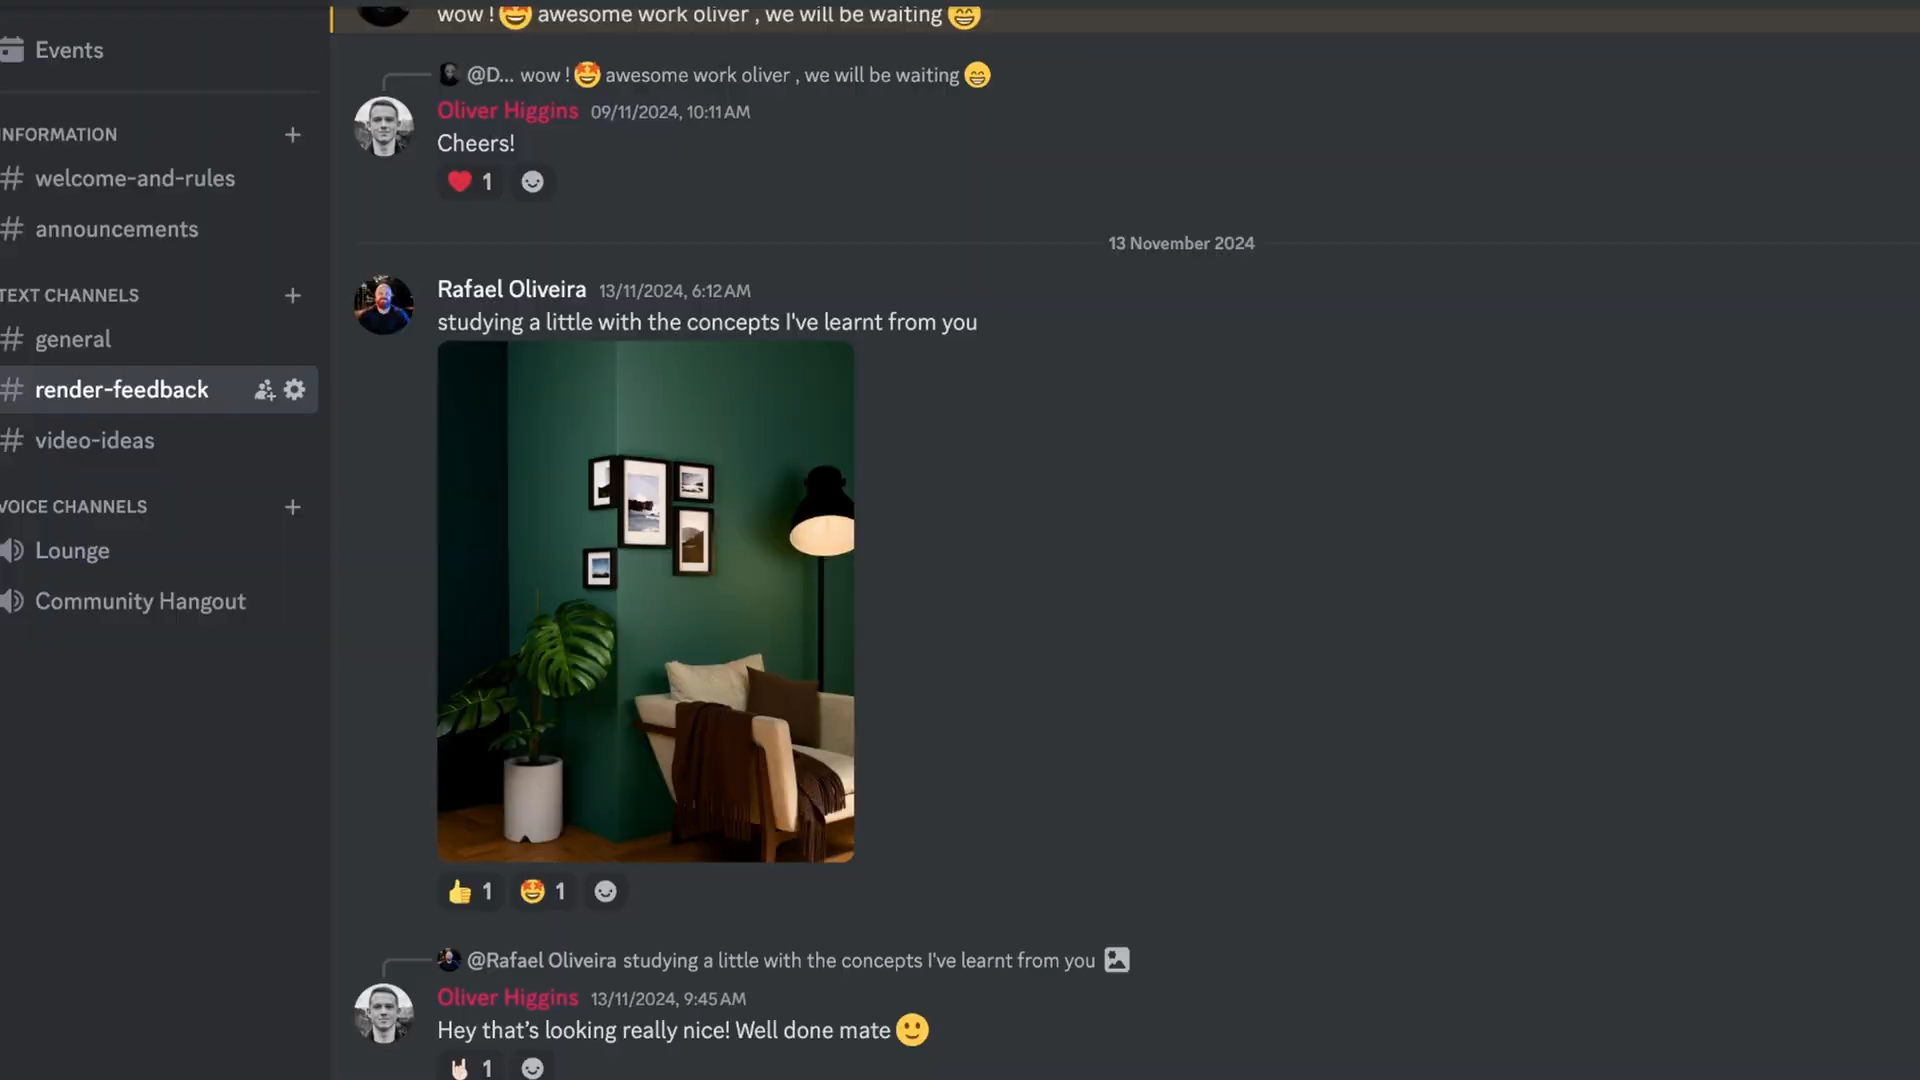 Events
INFORMATION
welcome-and-rules
announcements
TEXT CHANNELS
general
render-feedback
video-ideas
VOICE CHANNELS
Lounge
Community Hangout
wow ! 🤩 awesome work oliver , we will be waiting 😁
@D... wow ! 🤩 awesome work oliver , we will be waiting 😁
Oliver Higgins 09/11/2024, 10:11 AM
Cheers!
❤️ 1
13 November 2024
Rafael Oliveira 13/11/2024, 6:12 AM
studying a little with the concepts I've learnt from you
👍 1 🤩 1
@Rafael Oliveira studying a little with the concepts I've learnt from you
Oliver Higgins 13/11/2024, 9:45 AM
Hey that's looking really nice! Well done mate 🙂
🤘🏻 1